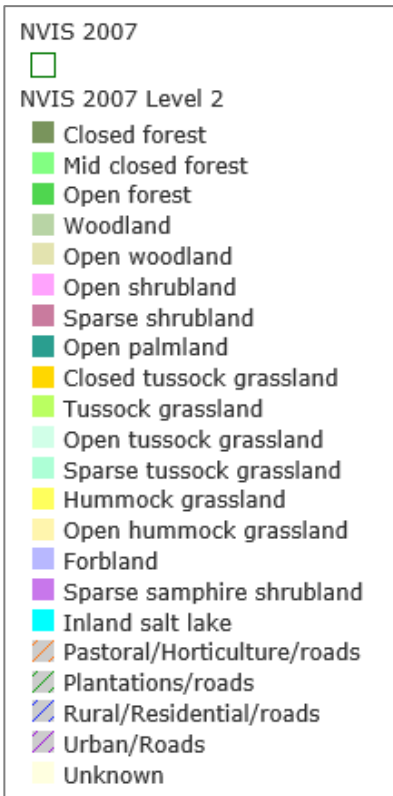 NVIS 2007
NVIS 2007 Level 2
Closed forest
Mid closed forest
Open forest
Woodland
Open woodland
Open shrubland
Sparse shrubland
Open palmland
Closed tussock grassland
Tussock grassland
Open tussock grassland
Sparse tussock grassland
Hummock grassland
Open hummock grassland
Forbland
Sparse samphire shrubland
Inland salt lake
Pastoral/Horticulture/roads
Plantations/roads
Rural/Residential/roads
Urban/Roads
Unknown